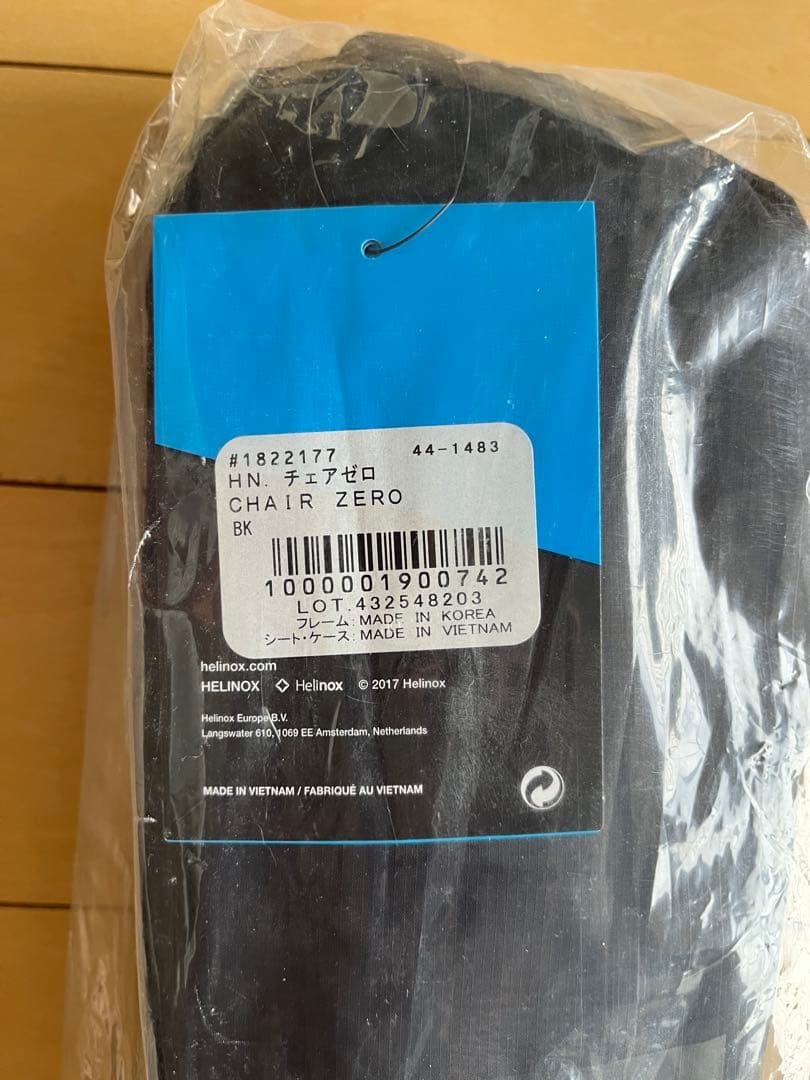 #1822177 44-1483
HN. チェアゼロ
CHAIR ZERO
BK
1000001900742
LOT.432548203
フレーム:MADE IN KOREA
シート・ケース:MADE IN VIETNAM
helinox.com
HELINOX Helinox © 2017 Helinox
Helinox Europe B.V.
Langswater 610, 1069 EE Amsterdam, Netherlands
MADE IN VIETNAM / FABRIQUÉ AU VIETNAM